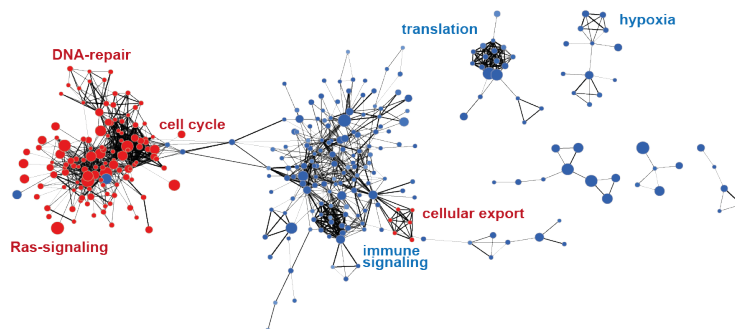 translation
hypoxia
DNA-repair
cell cycle
cellular export
Ras-signaling
immune
signaling